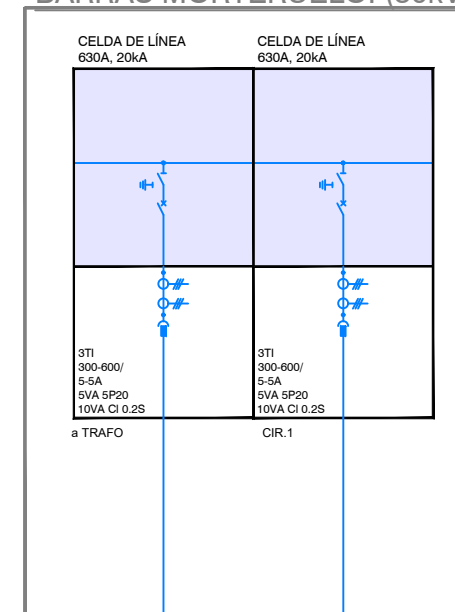 CELDA DE LÍNEA
630A, 20kA
CELDA DE LÍNEA
630A, 20kA
3TI
300-600/
5-5A
5VA 5P20
10VA Cl 0.2S
3TI
300-600/
5-5A
5VA 5P20
10VA Cl 0.2S
a TRAFO
CIR.1